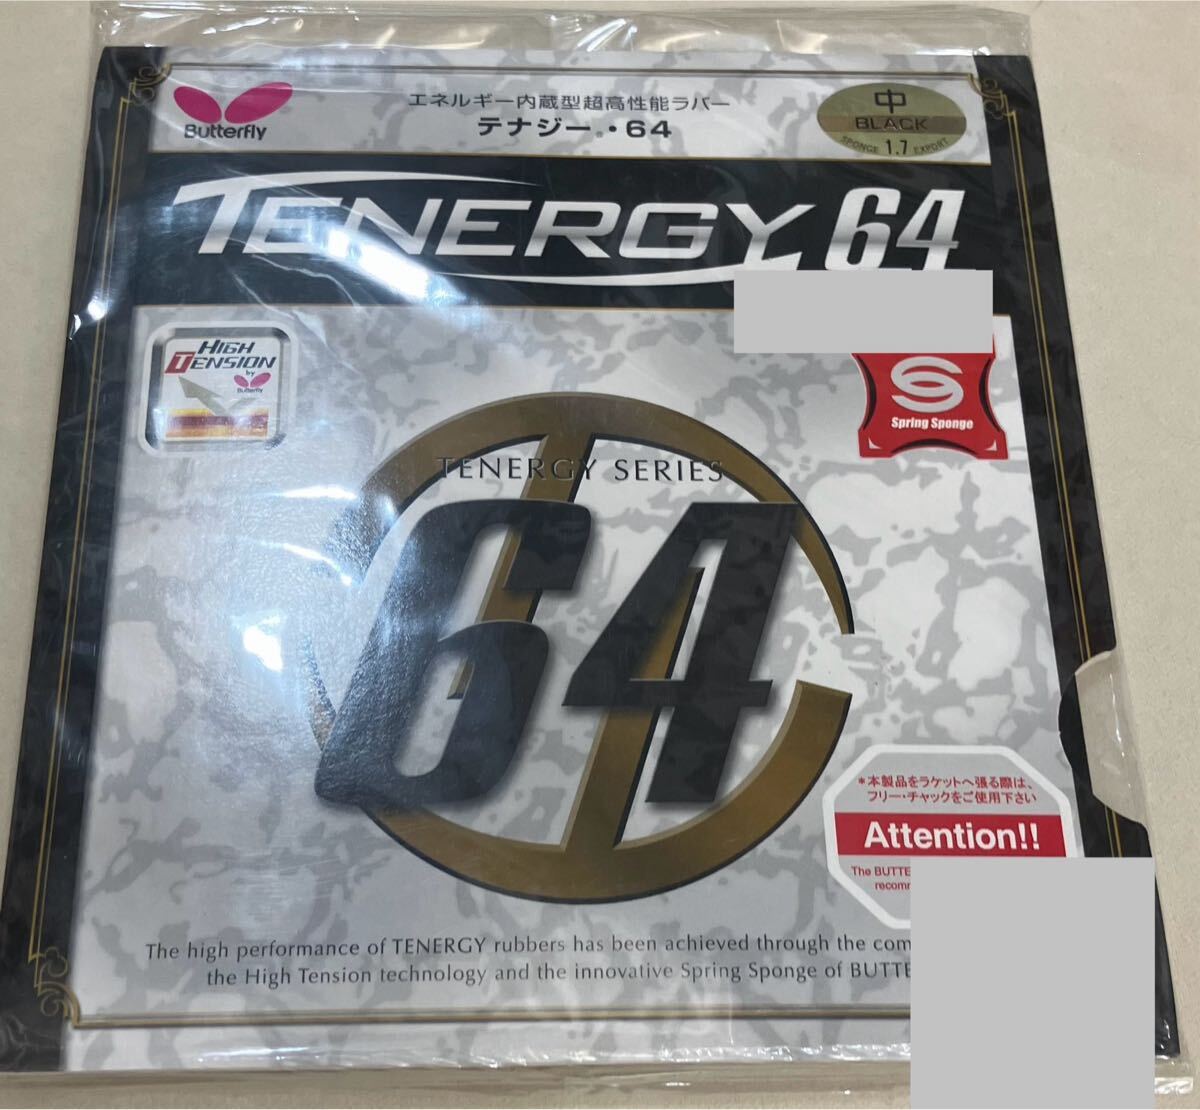 Butterfly
エネルギー内蔵型超高性能ラバー
テナジー・64
中
BLACK
SPONGE 1.7 EXPORT
TENERGY 64
HIGH
TENSION
by
Butterfly
Spring Sponge
TENERGY SERIES
64
*本製品をラケットへ張る際は、
フリー・チャックをご使用下さい
Attention!!
The BUTTE
recomm
The high performance of TENERGY rubbers has been achieved through the com
the High Tension technology and the innovative Spring Sponge of BUTTE